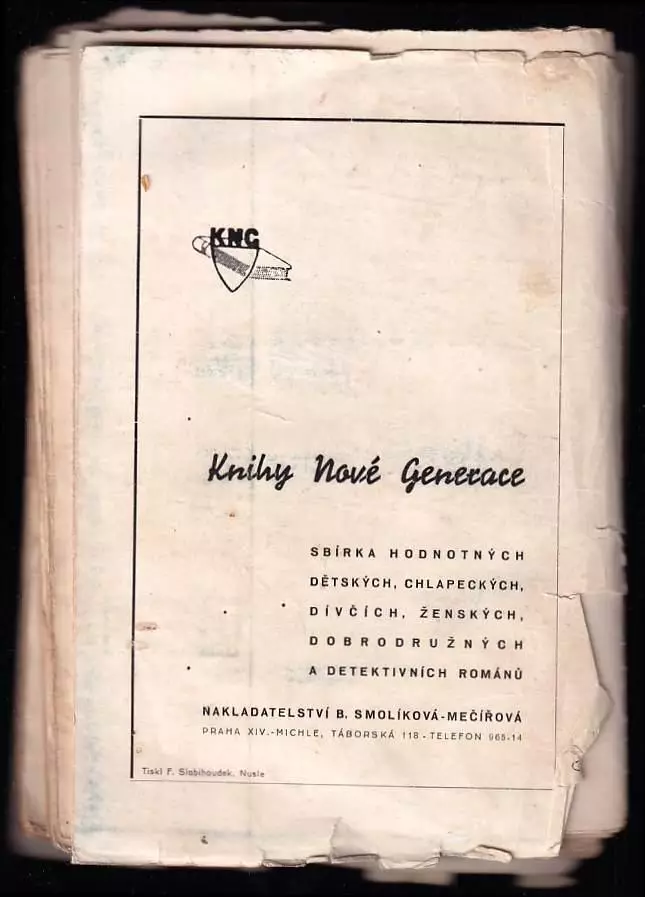 KNG
Knihy Nové Generace
SBÍRKA HODNOTNÝCH
DĚTSKÝCH, CHLAPECKÝCH,
DÍVČÍCH, ŽENSKÝCH,
DOBRODRUŽNÝCH
A DETEKTIVNÍCH ROMÁNŮ
NAKLADATELSTVÍ B. SMOLÍKOVÁ-MEČÍŘOVÁ
PRAHA XIV.-MICHLE, TÁBORSKÁ 118 - TELEFON 965-14
Tiskl F. Slabihoudek, Nusle